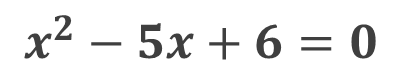 x² − 5x + 6 = 0